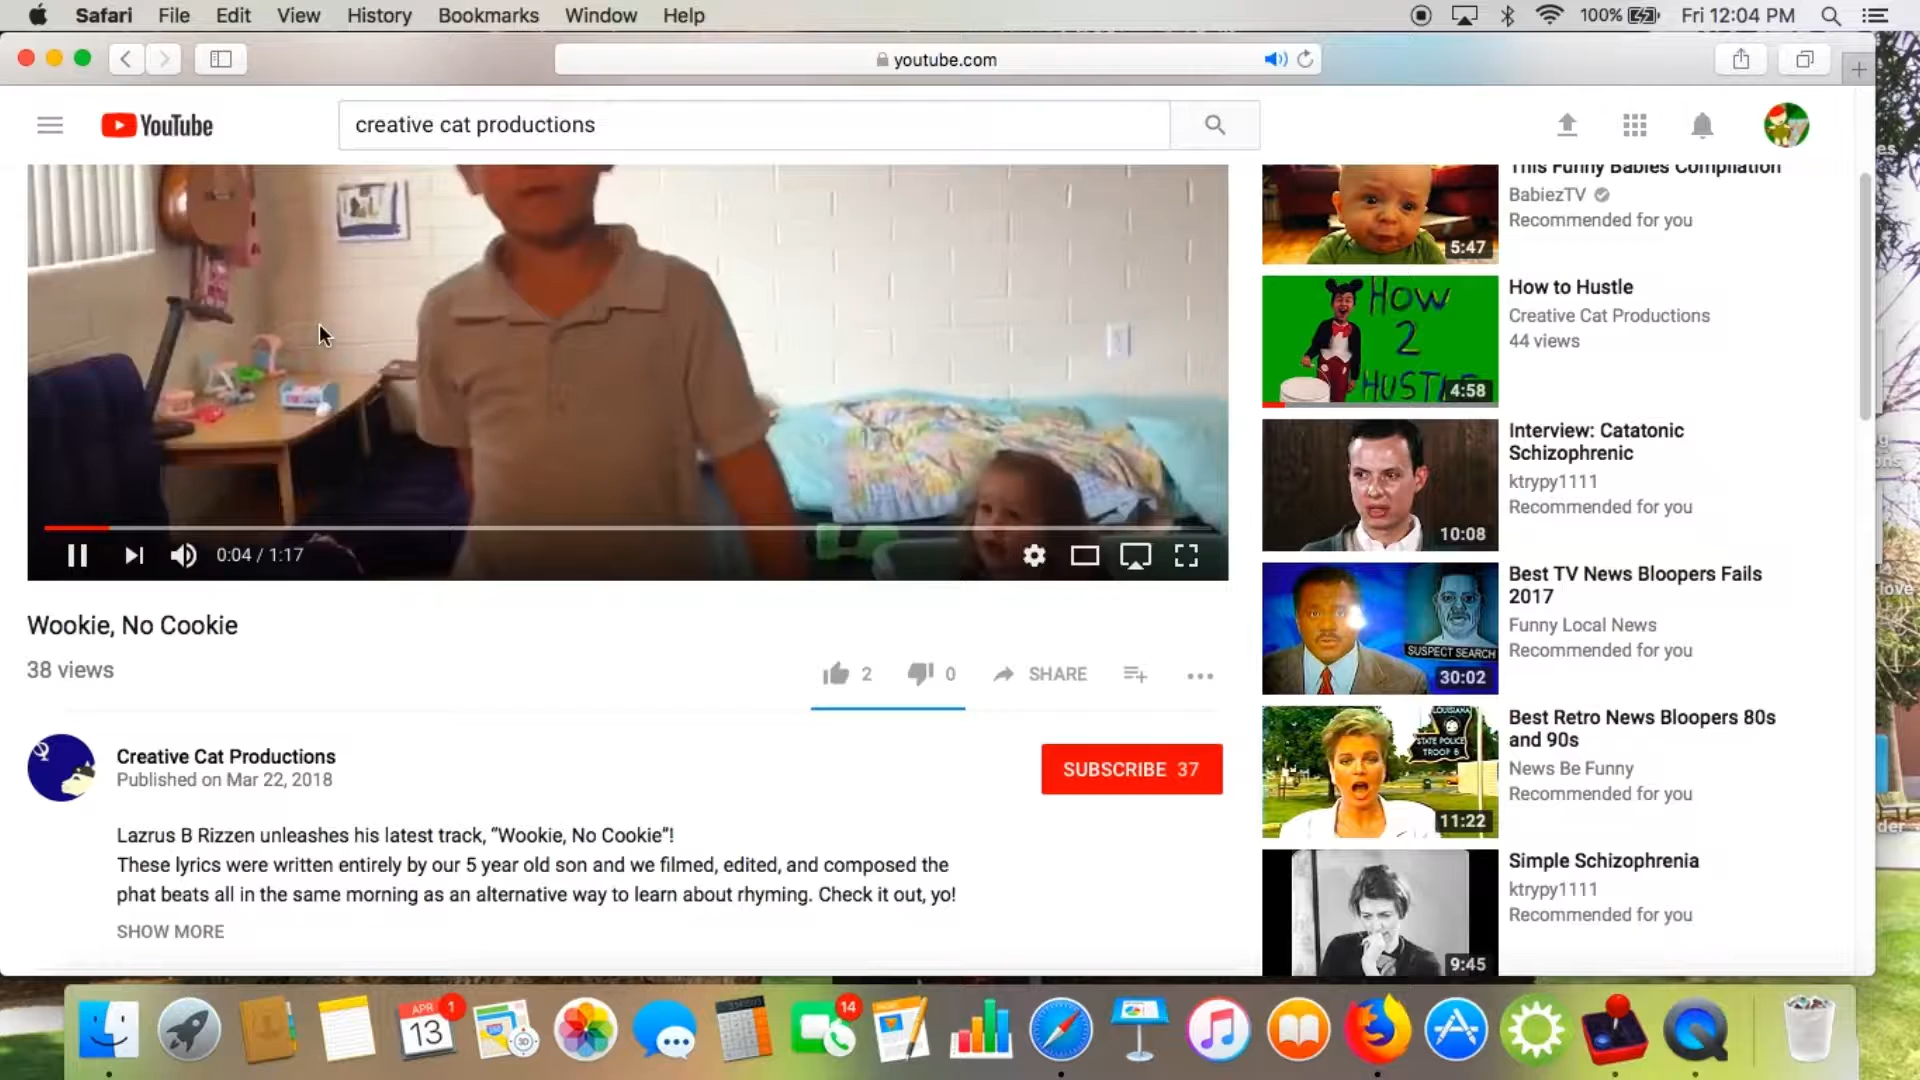 Safari File Edit View History Bookmarks Window Help 100% Fri 12:04 PM
youtube.com
YouTube
creative cat productions
This Funny Babies Compilation
BabiezTV
Recommended for you
5:47
How to Hustle
Creative Cat Productions
44 views
HOW
2
HUSTL
4:58
Interview: Catatonic
Schizophrenic
ktrypy1111
Recommended for you
10:08
0:04 / 1:17
Best TV News Bloopers Fails
2017
Funny Local News
Recommended for you
SUSPECT SEARCH
30:02
Wookie, No Cookie
38 views
2 0 SHARE
Best Retro News Bloopers 80s
and 90s
News Be Funny
Recommended for you
LOUISIANA
STATE POLICE
TROOP B
11:22
Creative Cat Productions
Published on Mar 22, 2018
SUBSCRIBE 37
Lazrus B Rizzen unleashes his latest track, “Wookie, No Cookie”!
These lyrics were written entirely by our 5 year old son and we filmed, edited, and composed the
phat beats all in the same morning as an alternative way to learn about rhyming. Check it out, yo!
SHOW MORE
Simple Schizophrenia
ktrypy1111
Recommended for you
9:45
APR 1
13
3D
14